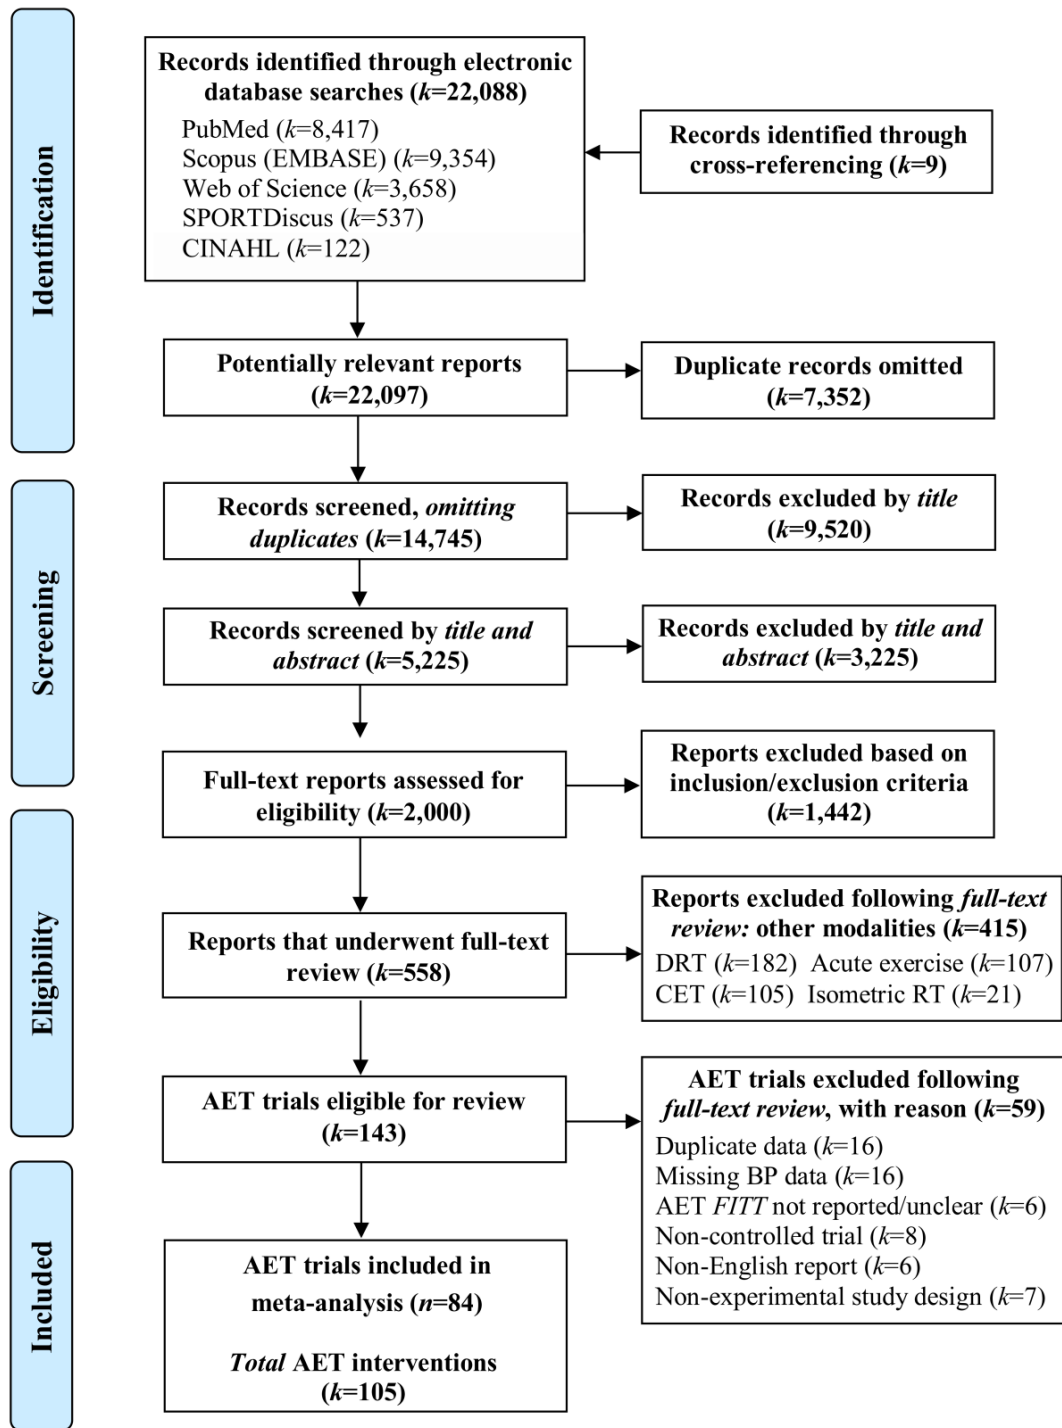 Identification
Records identified through electronic
database searches (k=22,088)
PubMed (k=8,417)
Scopus (EMBASE) (k=9,354)
Web of Science (k=3,658)
SPORTDiscus (k=537)
CINAHL (k=122)
Records identified through
cross-referencing (k=9)
Potentially relevant reports
(k=22,097)
Duplicate records omitted
(k=7,352)
Screening
Records screened, omitting
duplicates (k=14,745)
Records excluded by title
(k=9,520)
Records screened by title and
abstract (k=5,225)
Records excluded by title and
abstract (k=3,225)
Full-text reports assessed for
eligibility (k=2,000)
Reports excluded based on
inclusion/exclusion criteria
(k=1,442)
Eligibility
Reports that underwent full-text
review (k=558)
Reports excluded following full-text
review: other modalities (k=415)
DRT (k=182) Acute exercise (k=107)
CET (k=105) Isometric RT (k=21)
AET trials eligible for review
(k=143)
AET trials excluded following
full-text review, with reason (k=59)
Duplicate data (k=16)
Missing BP data (k=16)
AET FITT not reported/unclear (k=6)
Non-controlled trial (k=8)
Non-English report (k=6)
Non-experimental study design (k=7)
Included
AET trials included in
meta-analysis (n=84)
Total AET interventions
(k=105)